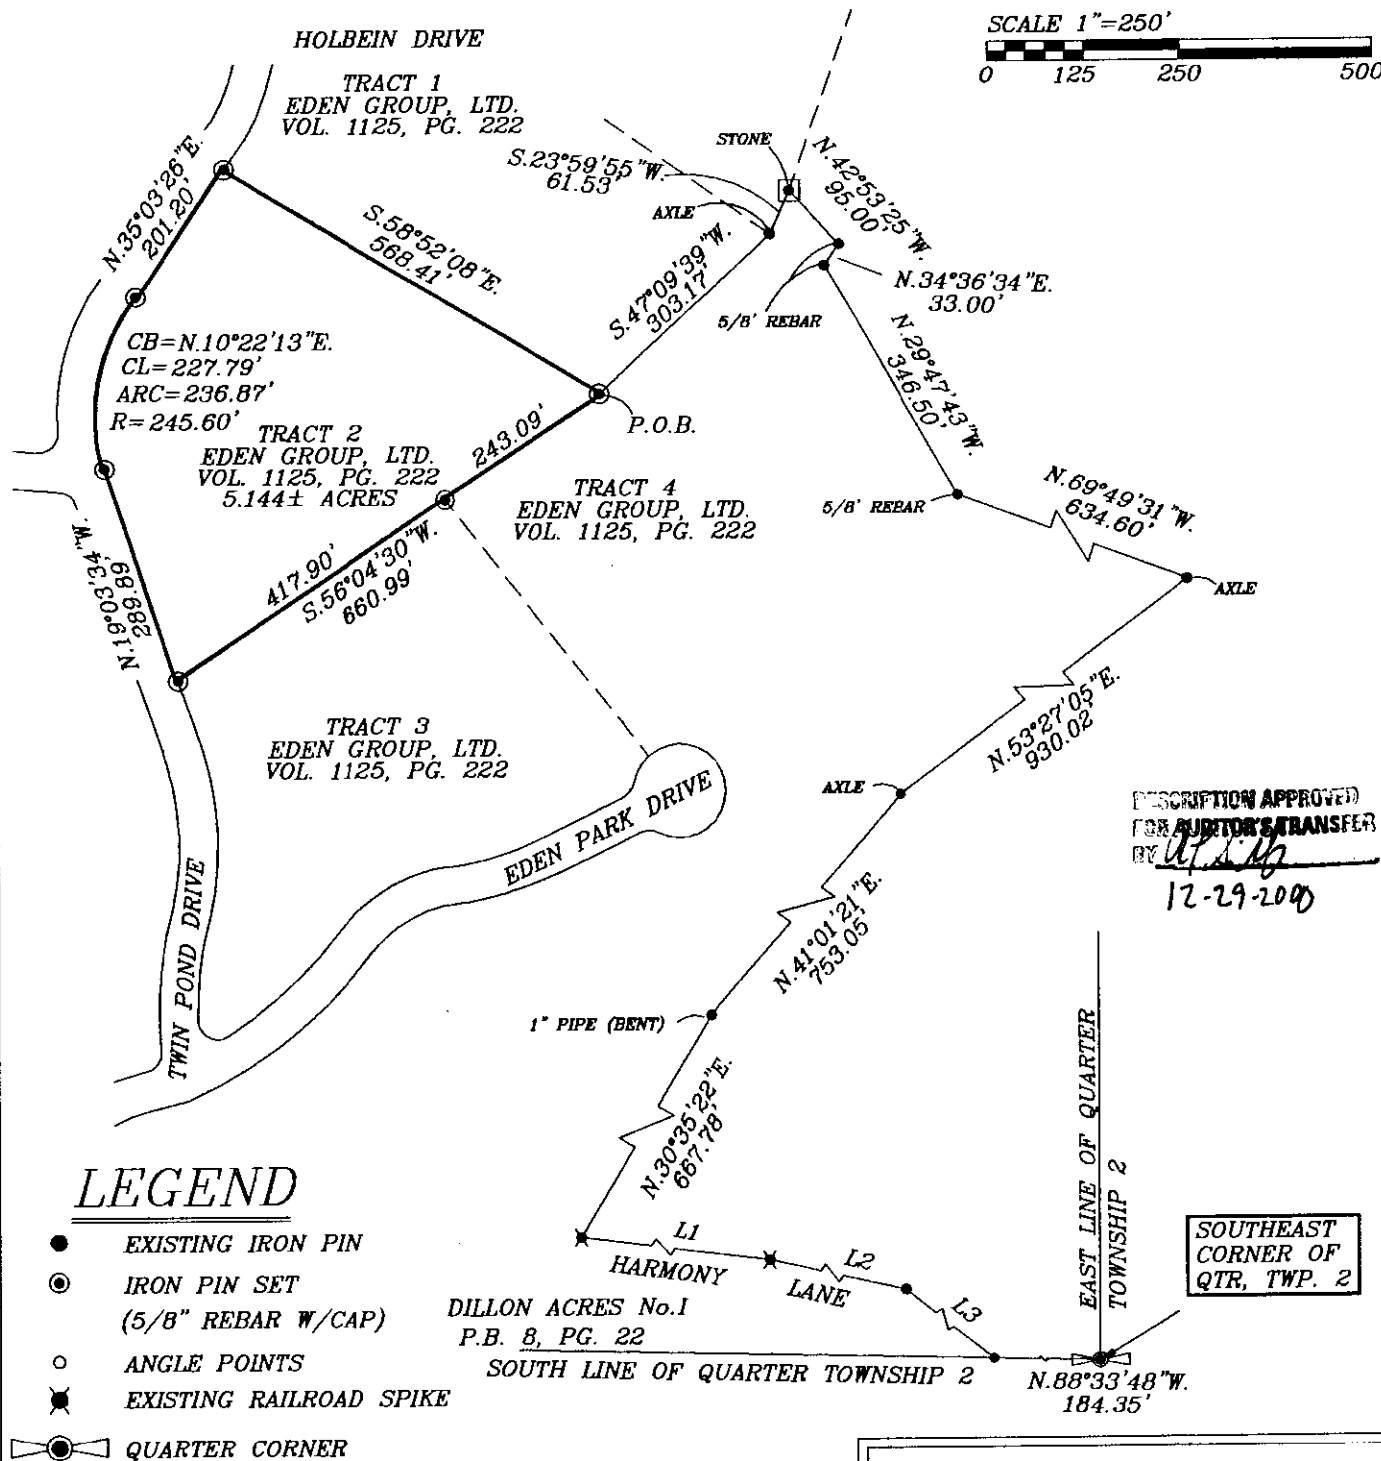 SCALE 1"=250'
0 125 250 500
HOLBEIN DRIVE
TRACT 1
EDEN GROUP, LTD.
VOL. 1125, PG. 222
STONE
S.23°59'55"W.
61.53'
N.42°53'25"W.
95.00'
AXLE
N.35°03'26"E.
201.20'
S.58°52'08"E.
568.41'
S.47°09'39"W.
303.17'
5/8' REBAR
N.34°36'34"E.
33.00'
N.29°47'43"W.
346.50'
CB=N.10°22'13"E.
CL=227.79'
ARC=236.87'
R=245.60'
P.O.B.
TRACT 2
EDEN GROUP, LTD.
VOL. 1125, PG. 222
5.144± ACRES
243.09'
TRACT 4
EDEN GROUP, LTD.
VOL. 1125, PG. 222
5/8' REBAR
N.69°49'31"W.
634.60'
AXLE
N.19°03'34"W.
289.89'
417.90'
S.56°04'30"W.
660.99'
TRACT 3
EDEN GROUP, LTD.
VOL. 1125, PG. 222
N.53°27'05"E.
930.02'
AXLE
EDEN PARK DRIVE
TWIN POND DRIVE
DESCRIPTION APPROVED
FOR AUDITOR'S TRANSFER
BY
12-29-2000
N.41°01'21"E.
753.05'
1" PIPE (BENT)
N.30°35'22"E.
667.78'
EAST LINE OF QUARTER
TOWNSHIP 2
L1
L2
L3
HARMONY LANE
SOUTHEAST
CORNER OF
QTR, TWP. 2
DILLON ACRES No.1
P.B. 8, PG. 22
SOUTH LINE OF QUARTER TOWNSHIP 2
N.88°33'48"W.
184.35'
LEGEND
EXISTING IRON PIN
IRON PIN SET
(5/8" REBAR W/CAP)
ANGLE POINTS
EXISTING RAILROAD SPIKE
QUARTER CORNER